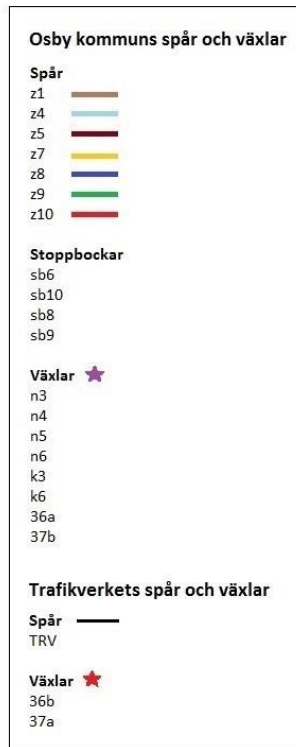 Osby kommuns spår och växlar
Spår
z1
z4
z5
z7
z8
z9
z10
Stoppbockar
sb6
sb10
sb8
sb9
Växlar
n3
n4
n5
n6
k3
k6
36a
37b
Trafikverkets spår och växlar
Spår
TRV
Växlar
36b
37a